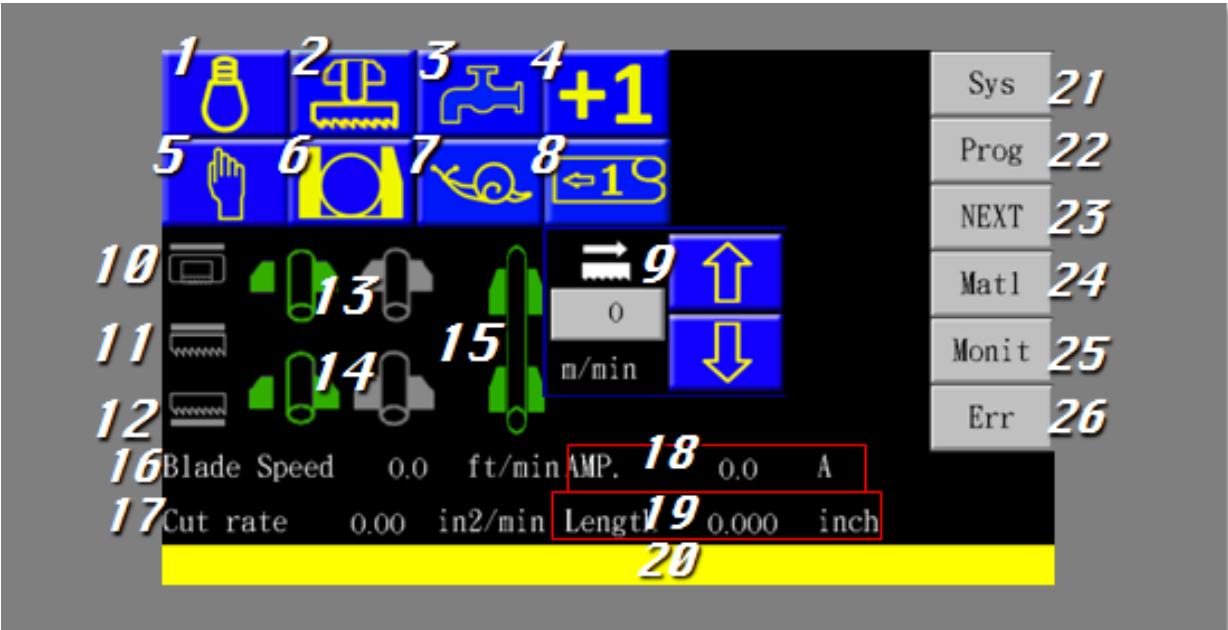 1 2 3 4 +1 Sys 21
5 6 7 8 1 Prog 22
NEXT 23
10 13 9 Matl 24
11 14 15 0 Monit 25
12 m/min Err 26
16 Blade Speed 0.0 ft/min AMP. 18 0.0 A
17 Cut rate 0.00 in2/min Length 19 0.000 inch
20